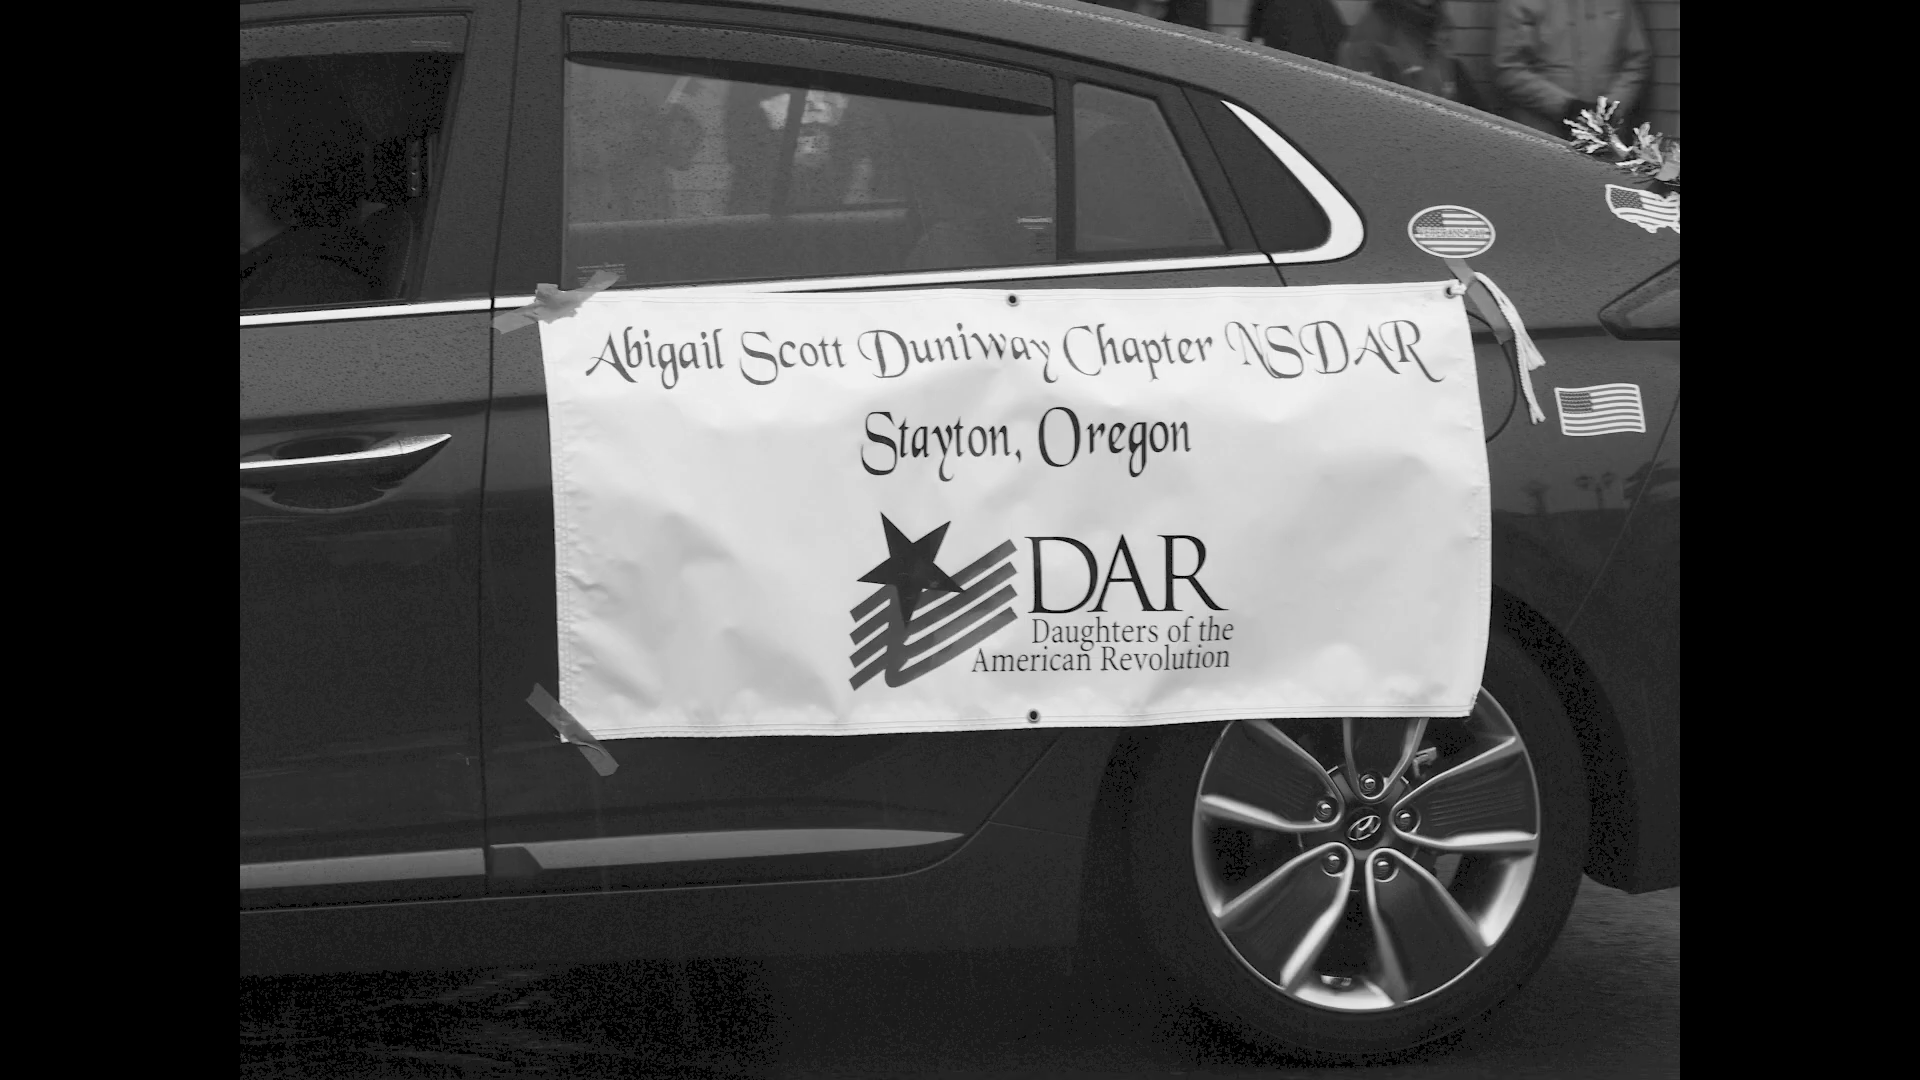 Abigail Scott Duniway Chapter NSDAR
Stayton, Oregon
DAR
Daughters of the
American Revolution